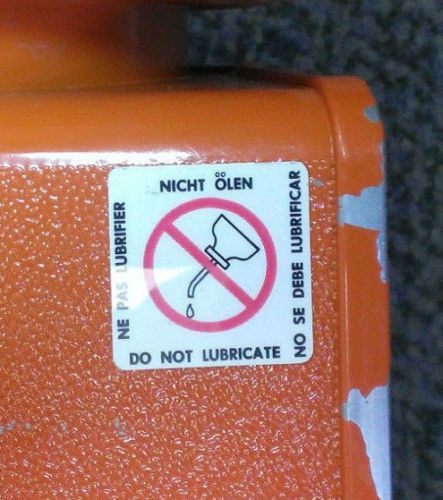 NICHT ÖLEN
NE PAS LUBRIFIER
NO SE DEBE LUBRIFICAR
DO NOT LUBRICATE